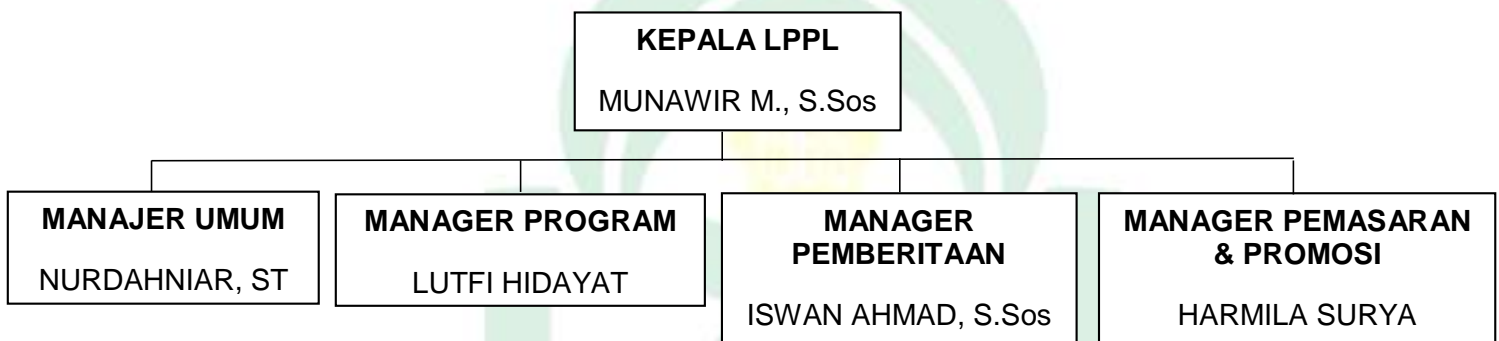 KEPALA LPPL
MUNAWIR M., S.Sos
MANAJER UMUM
NURDAHNIAR, ST
MANAGER PROGRAM
LUTFI HIDAYAT
MANAGER
PEMBERITAAN
ISWAN AHMAD, S.Sos
MANAGER PEMASARAN
& PROMOSI
HARMILA SURYA